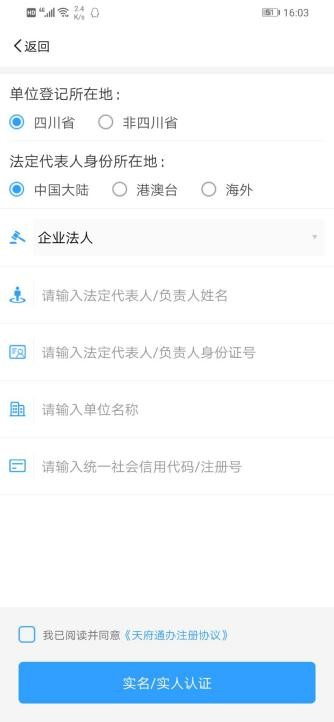 HD 4G 2.4 K/s 51 16:03
返回
单位登记所在地：
四川省 非四川省
法定代表人身份所在地：
中国大陆 港澳台 海外
企业法人
请输入法定代表人/负责人姓名
请输入法定代表人/负责人身份证号
请输入单位名称
请输入统一社会信用代码/注册号
我已阅读并同意《天府通办注册协议》
实名/实人认证